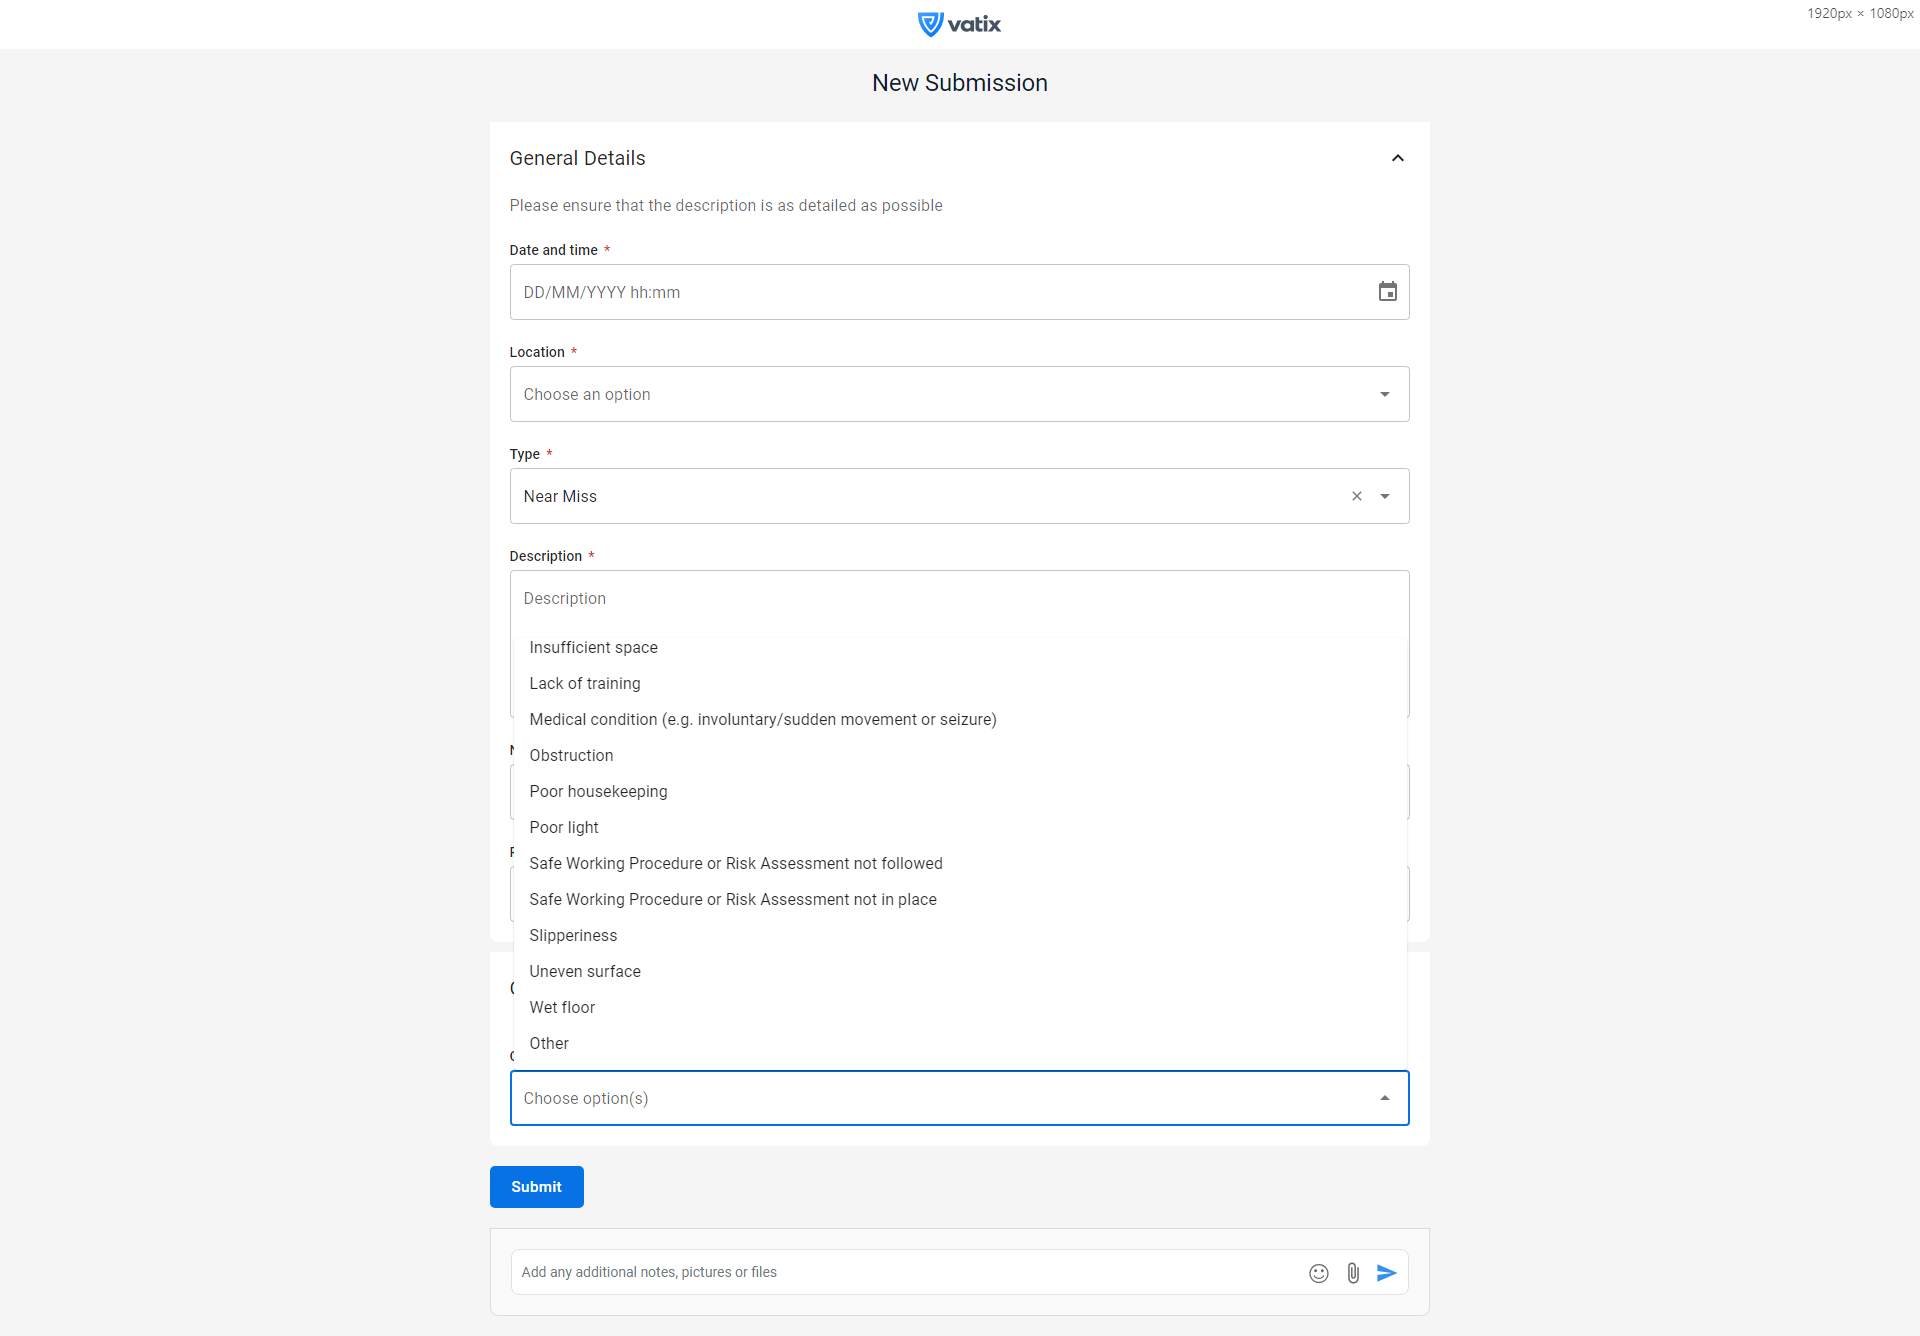 vatix
1920px × 1080px
New Submission
General Details
Please ensure that the description is as detailed as possible
Date and time *
DD/MM/YYYY hh:mm
Location *
Choose an option
Type *
Near Miss
Description *
Description
Insufficient space
Lack of training
Medical condition (e.g. involuntary/sudden movement or seizure)
Obstruction
Poor housekeeping
Poor light
Safe Working Procedure or Risk Assessment not followed
Safe Working Procedure or Risk Assessment not in place
Slipperiness
Uneven surface
Wet floor
Other
Choose option(s)
Submit
Add any additional notes, pictures or files